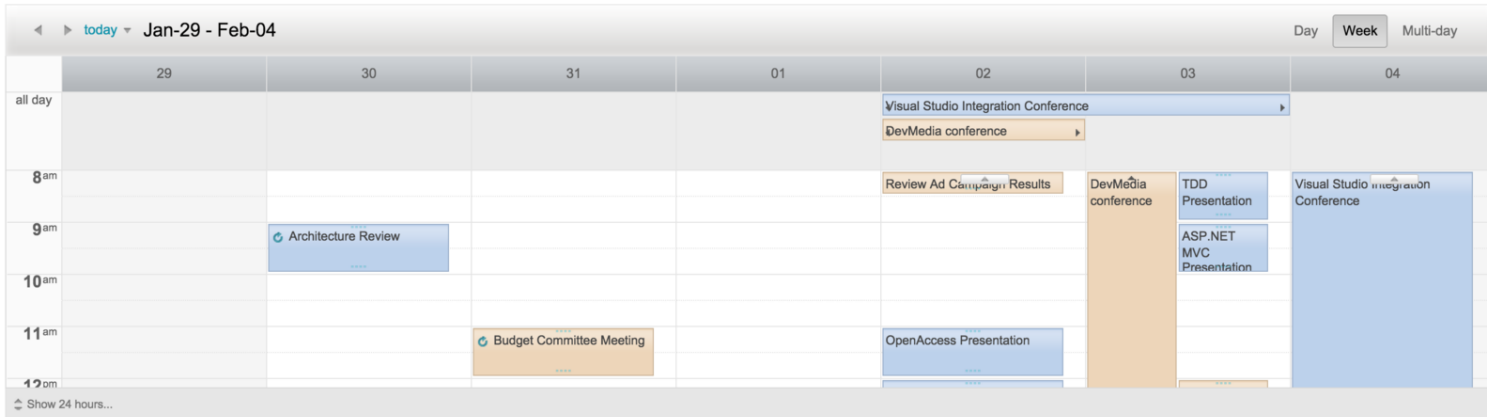 today Jan-29 - Feb-04 Day Week Multi-day
29 30 31 01 02 03 04
all day
Visual Studio Integration Conference
DevMedia conference
8am
Review Ad Campaign Results
DevMedia
conference
TDD
Presentation
Visual Studio Integration
Conference
9am
Architecture Review
ASP.NET
MVC
Presentation
10am
11am
Budget Committee Meeting
OpenAccess Presentation
12pm
Show 24 hours...